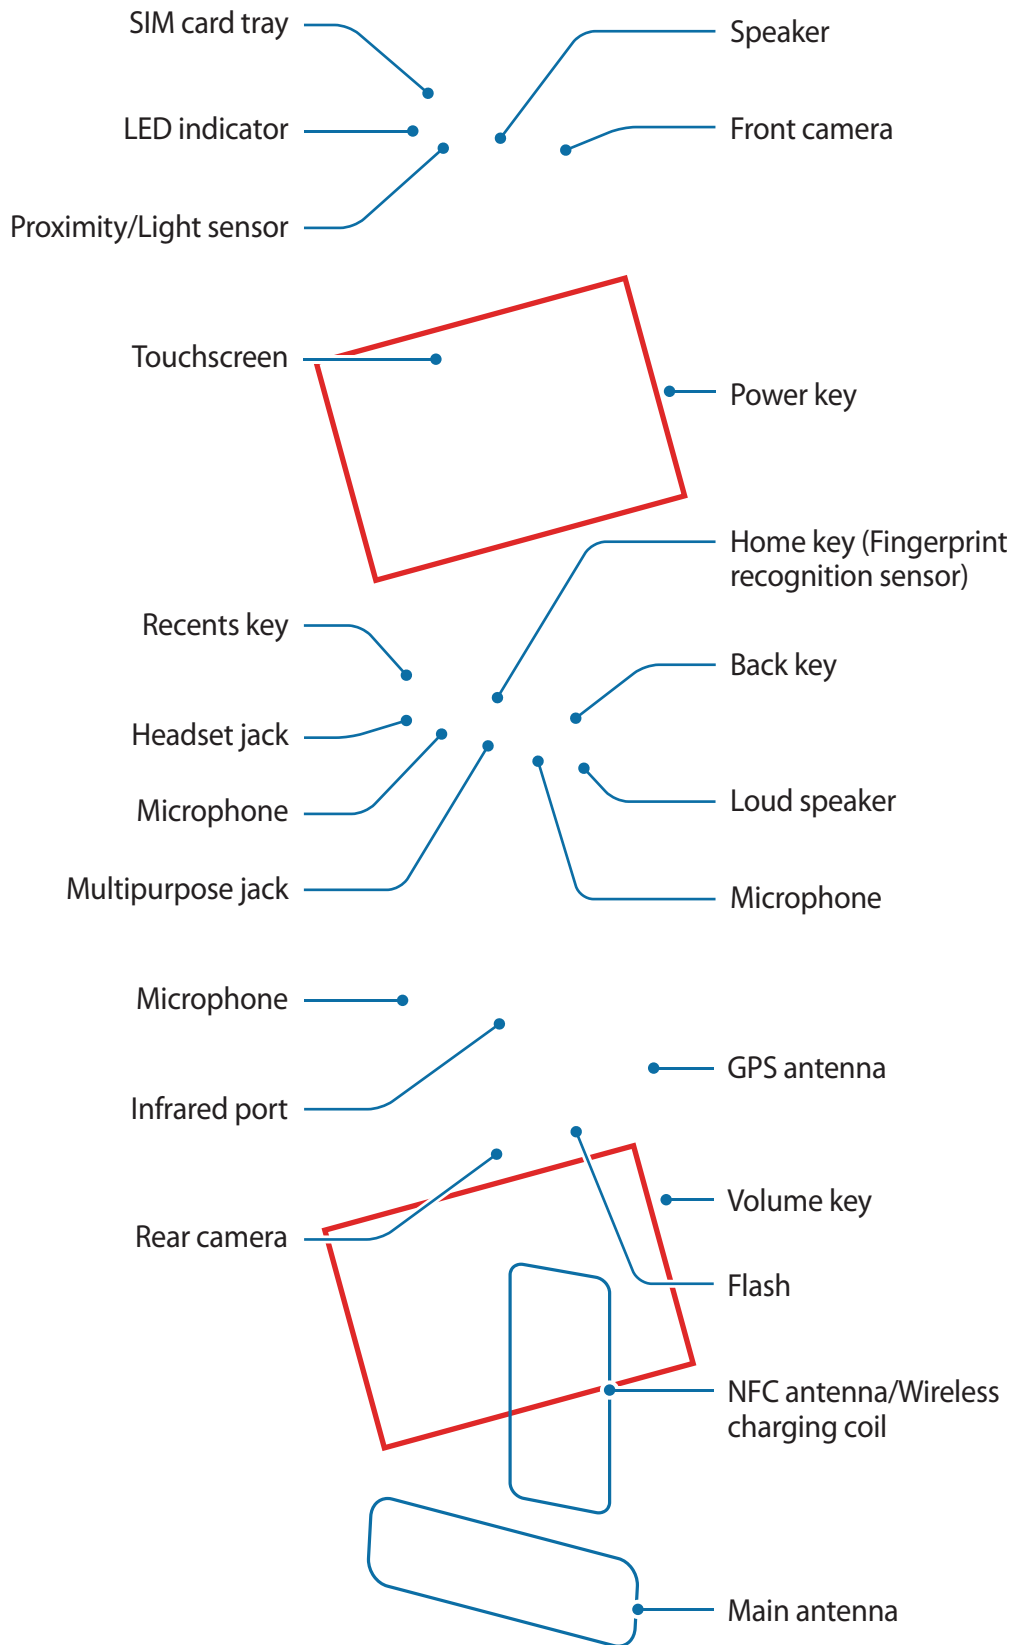 SIM card tray
Speaker
LED indicator
Front camera
Proximity/Light sensor
Touchscreen
Power key
Home key (Fingerprint
recognition sensor)
Recents key
Back key
Headset jack
Microphone
Loud speaker
Multipurpose jack
Microphone
Microphone
GPS antenna
Infrared port
Volume key
Rear camera
Flash
NFC antenna/Wireless
charging coil
Main antenna